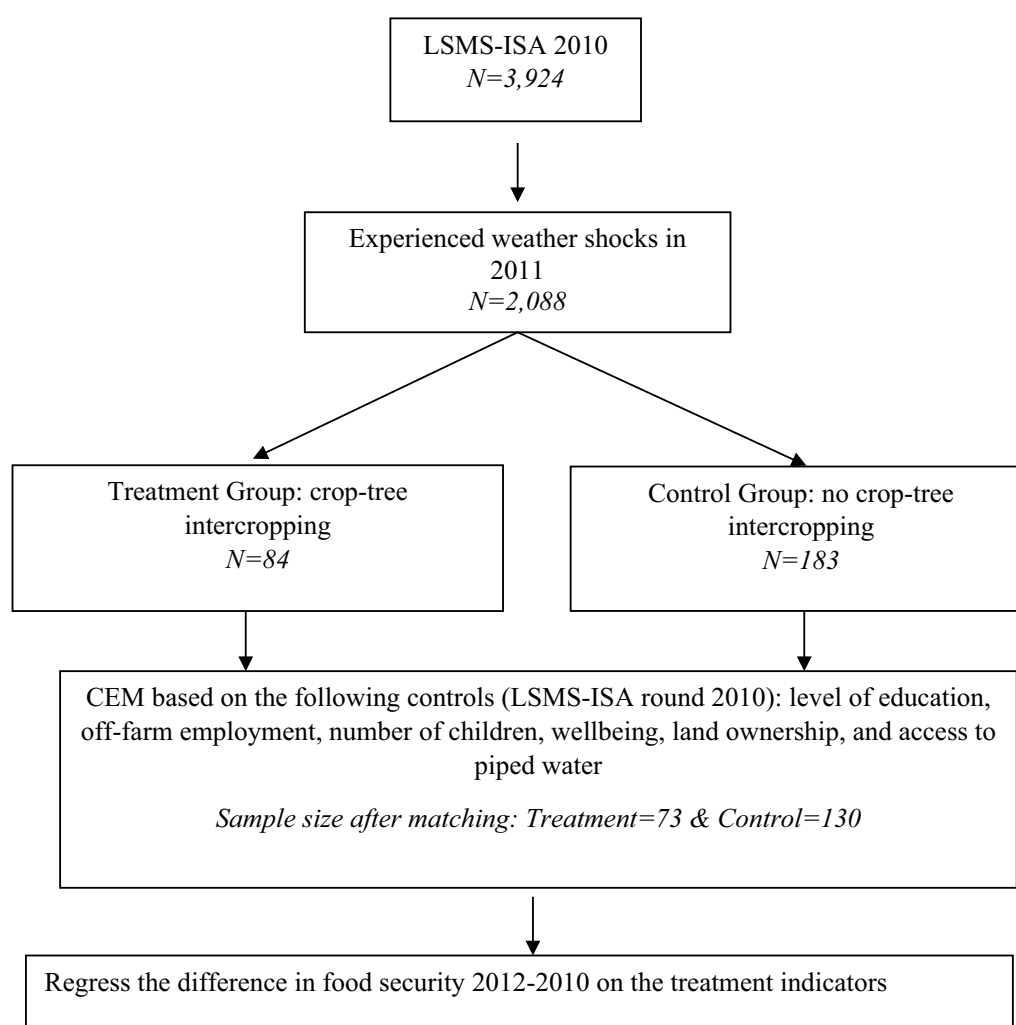 LSMS-ISA 2010
N=3,924
Experienced weather shocks in
2011
N=2,088
Treatment Group: crop-tree
intercropping
N=84
Control Group: no crop-tree
intercropping
N=183
CEM based on the following controls (LSMS-ISA round 2010): level of education,
off-farm employment, number of children, wellbeing, land ownership, and access to
piped water
Sample size after matching: Treatment=73 & Control=130
Regress the difference in food security 2012-2010 on the treatment indicators